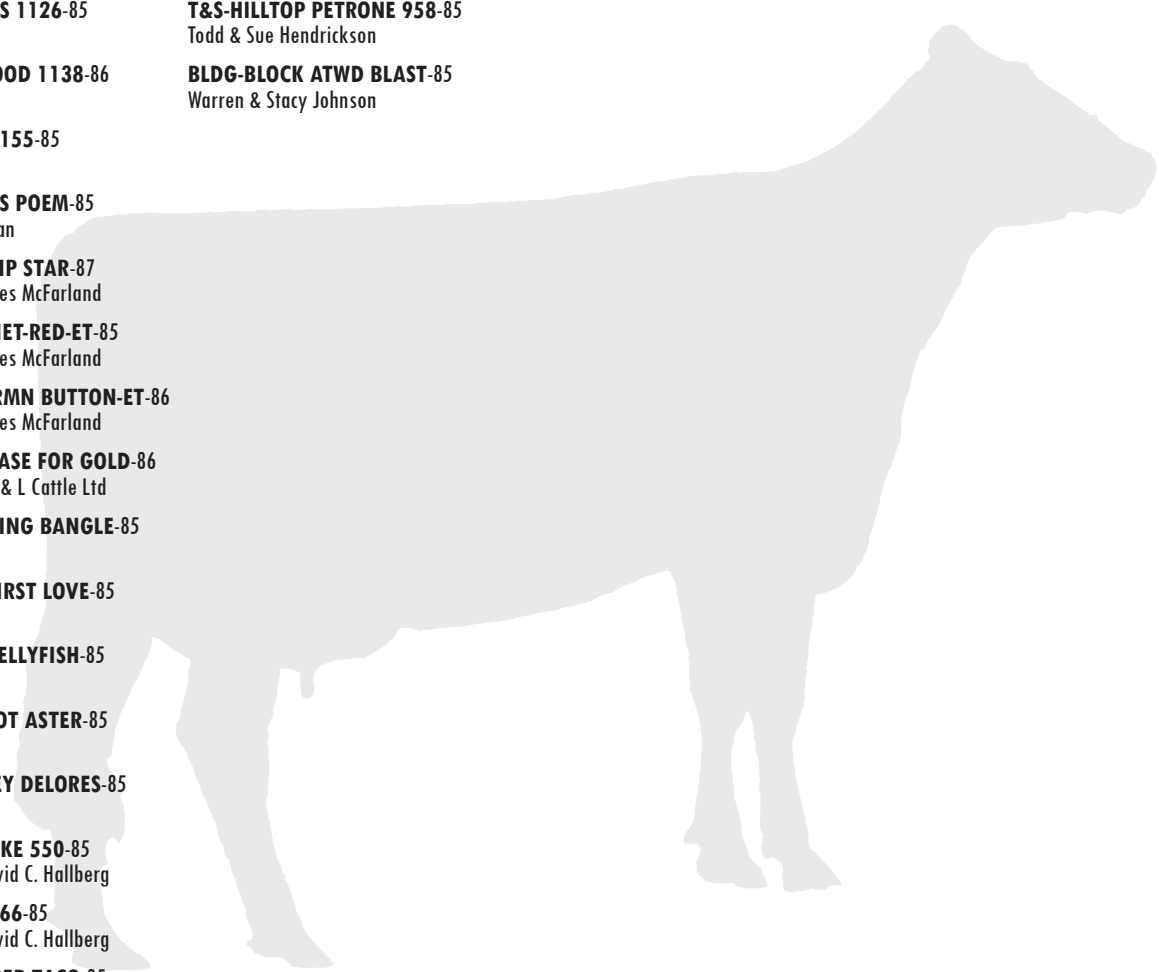 S 1126-85
OOD 1138-86
155-85
S POEM-85
an
IP STAR-87
es McFarland
NET-RED-ET-85
es McFarland
RMN BUTTON-ET-86
es McFarland
ASE FOR GOLD-86
& L Cattle Ltd
ING BANGLE-85
IRST LOVE-85
ELLYFISH-85
OT ASTER-85
EY DELORES-85
KE 550-85
vid C. Hallberg
66-85
vid C. Hallberg
T&S-HILLTOP PETRONE 958-85
Todd & Sue Hendrickson
BLDG-BLOCK ATWD BLAST-85
Warren & Stacy Johnson